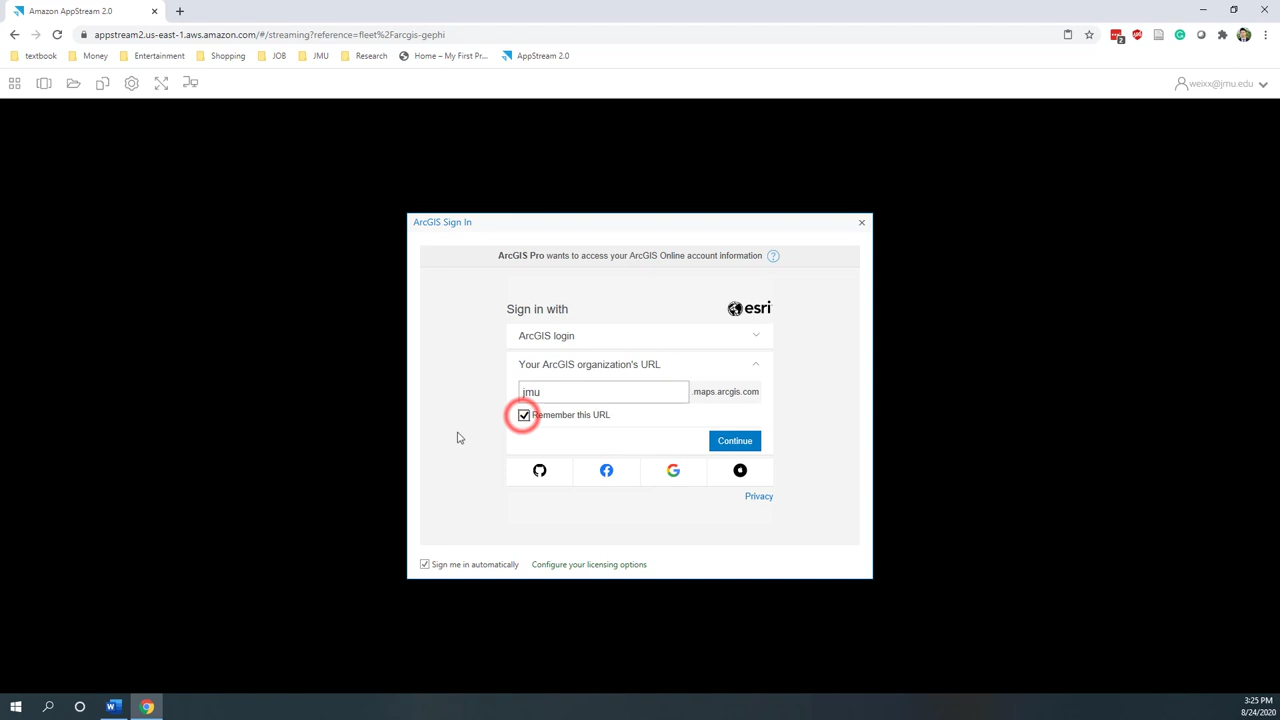 Amazon AppStream 2.0
appstream2.us-east-1.aws.amazon.com/#/streaming?reference=fleet%2Farcgis-gephi
2
textbook Money Entertainment Shopping JOB JMU Research Home – My First Pr... AppStream 2.0
weixx@jmu.edu
ArcGIS Sign In
ArcGIS Pro wants to access your ArcGIS Online account information ?
Sign in with
esri
ArcGIS login
Your ArcGIS organization's URL
jmu .maps.arcgis.com
Remember this URL
Continue
Privacy
Sign me in automatically Configure your licensing options
3:25 PM
8/24/2020